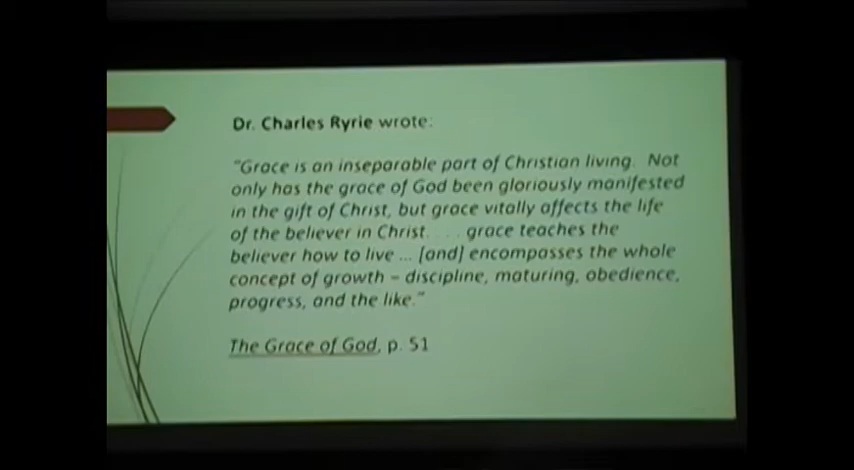 Dr. Charles Ryrie wrote:
"Grace is an inseparable part of Christian living. Not
only has the grace of God been gloriously manifested
in the gift of Christ, but grace vitally affects the life
of the believer in Christ. . . . grace teaches the
believer how to live ... [and] encompasses the whole
concept of growth – discipline, maturing, obedience,
progress, and the like."
The Grace of God, p. 51